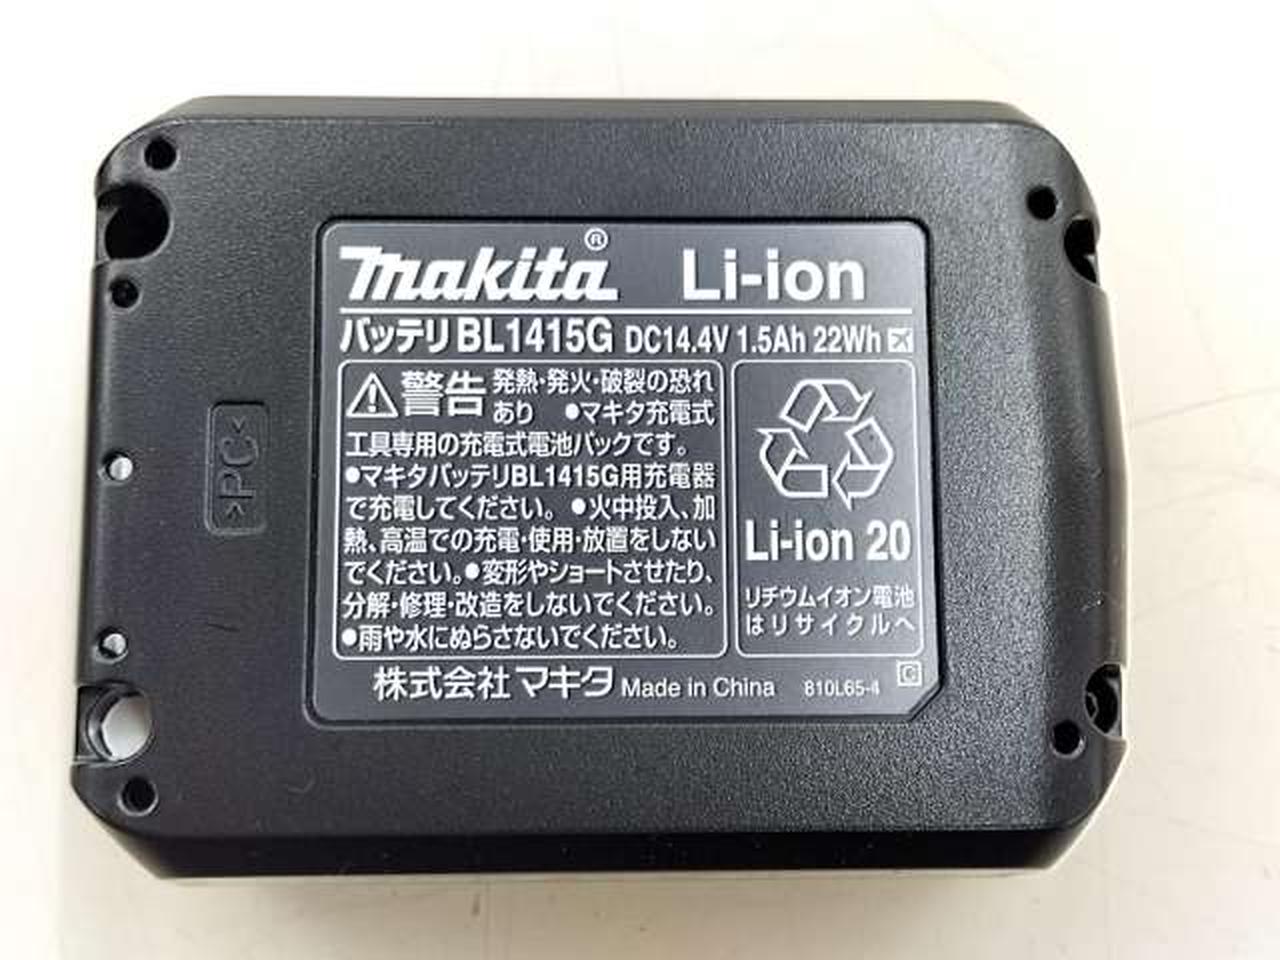 makita® Li-ion
バッテリ BL1415G DC14.4V 1.5Ah 22Wh
警告 発熱・発火・破裂の恐れ
あり ●マキタ充電式
工具専用の充電式電池パックです。
●マキタバッテリBL1415G用充電器
で充電してください。 ●火中投入、加
熱、高温での充電・使用・放置をしない
でください。●変形やショートさせたり、
分解・修理・改造をしないでください。
●雨や水にぬらさないでください。
Li-ion 20
リチウムイオン電池
はリサイクルへ
株式会社マキタ Made in China 810L65-4 C
>PC<